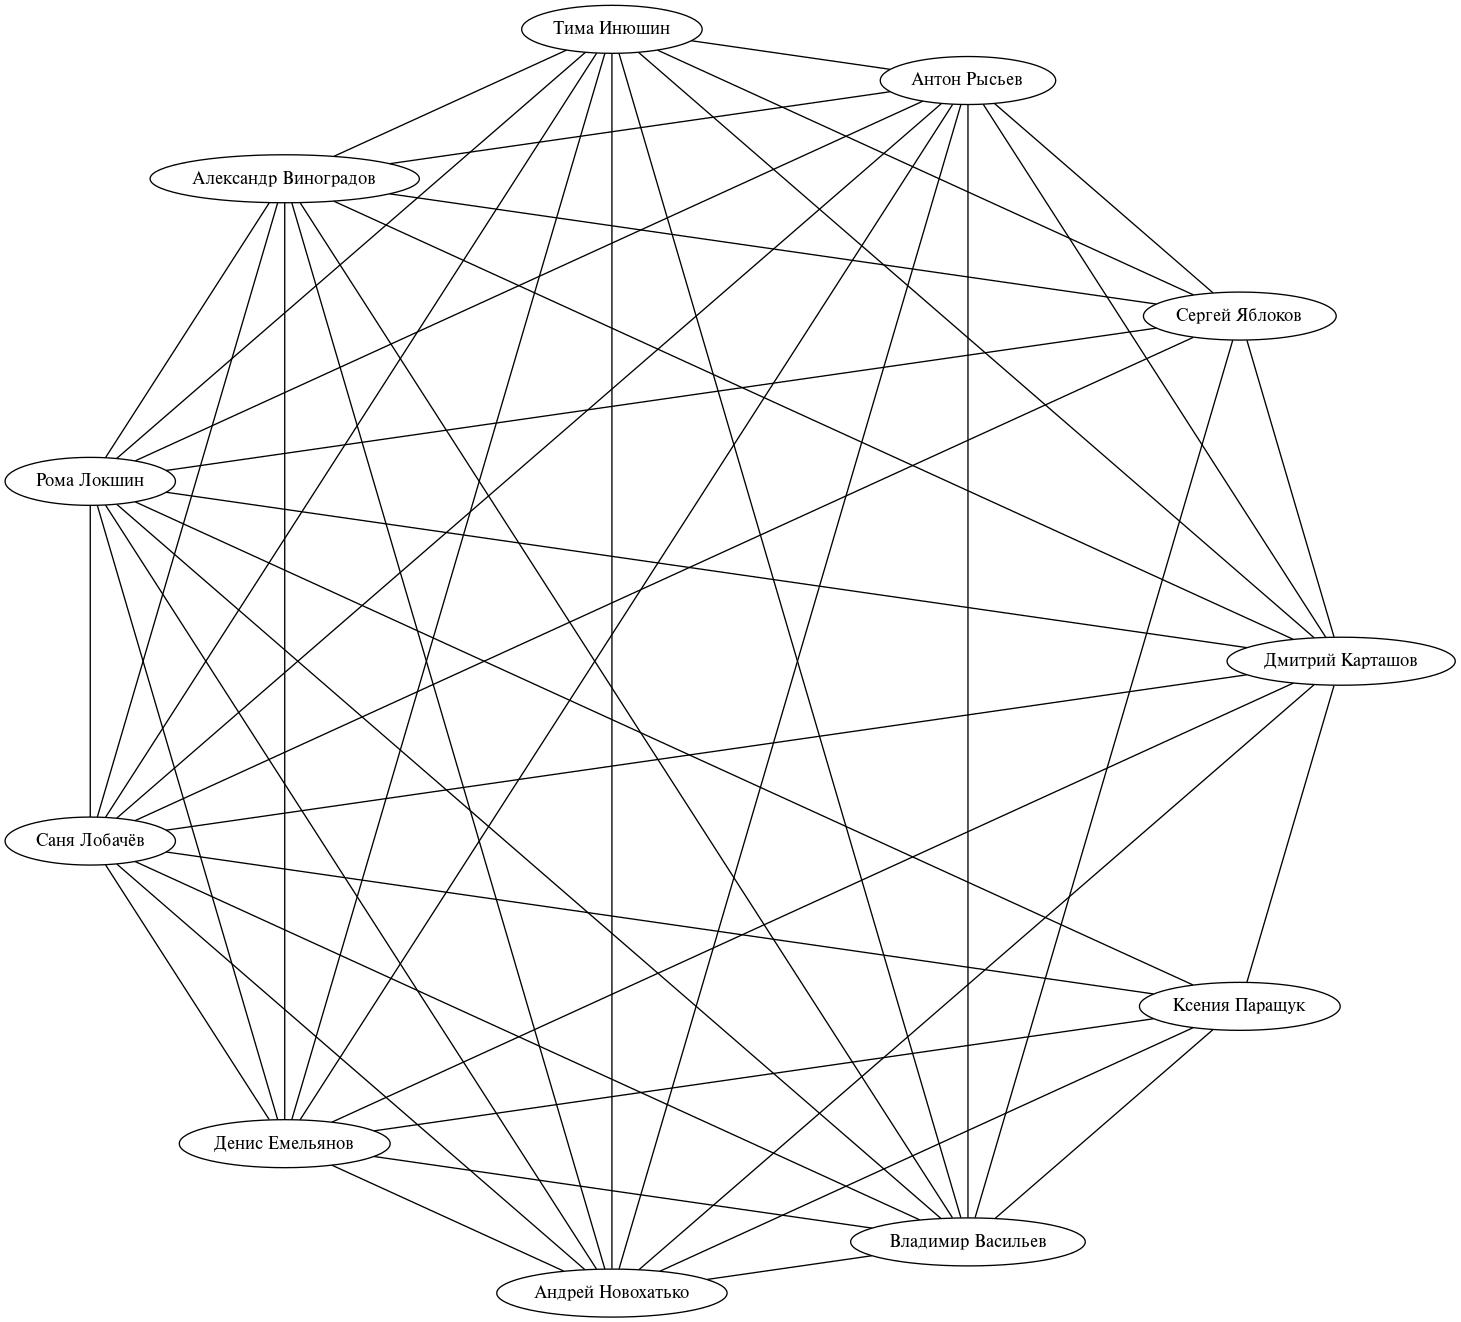 Тима Инюшин
Антон Рысьев
Александр Виноградов
Сергей Яблоков
Рома Локшин
Дмитрий Карташов
Саня Лобачёв
Ксения Паращук
Денис Емельянов
Владимир Васильев
Андрей Новохатько